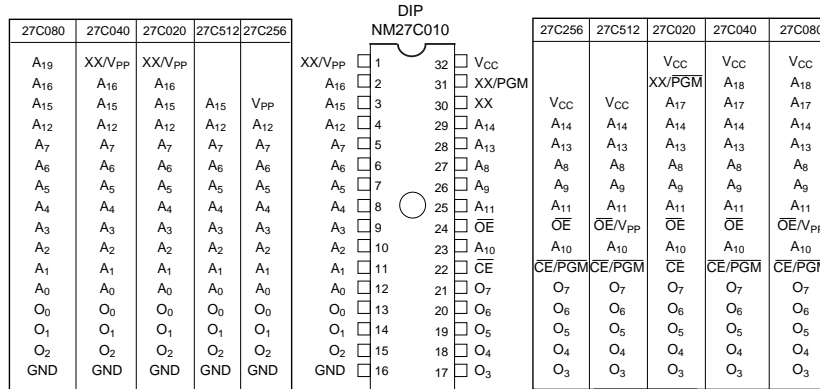 DIP
NM27C010
27C080 27C040 27C020 27C512 27C256
27C256 27C512 27C020 27C040 27C080
A19 XX/VPP XX/VPP XX/VPP 1 32 VCC VCC VCC VCC
A16 A16 A16 A16 2 31 XX/PGM XX/PGM A18 A18
A15 A15 A15 A15 VPP A15 3 30 XX VCC VCC A17 A17 A17
A12 A12 A12 A12 A12 A12 4 29 A14 A14 A14 A14 A14 A14
A7 A7 A7 A7 A7 A7 5 28 A13 A13 A13 A13 A13 A13
A6 A6 A6 A6 A6 A6 6 27 A8 A8 A8 A8 A8 A8
A5 A5 A5 A5 A5 A5 7 26 A9 A9 A9 A9 A9 A9
A4 A4 A4 A4 A4 A4 8 25 A11 A11 A11 A11 A11 A11
A3 A3 A3 A3 A3 A3 9 24 OE OE OE/VPP OE OE OE/VPP
A2 A2 A2 A2 A2 A2 10 23 A10 A10 A10 A10 A10 A10
A1 A1 A1 A1 A1 A1 11 22 CE CE/PGM CE/PGM CE CE/PGM CE/PGM
A0 A0 A0 A0 A0 A0 12 21 O7 O7 O7 O7 O7 O7
O0 O0 O0 O0 O0 O0 13 20 O6 O6 O6 O6 O6 O6
O1 O1 O1 O1 O1 O1 14 19 O5 O5 O5 O5 O5 O5
O2 O2 O2 O2 O2 O2 15 18 O4 O4 O4 O4 O4 O4
GND GND GND GND GND GND 16 17 O3 O3 O3 O3 O3 O3